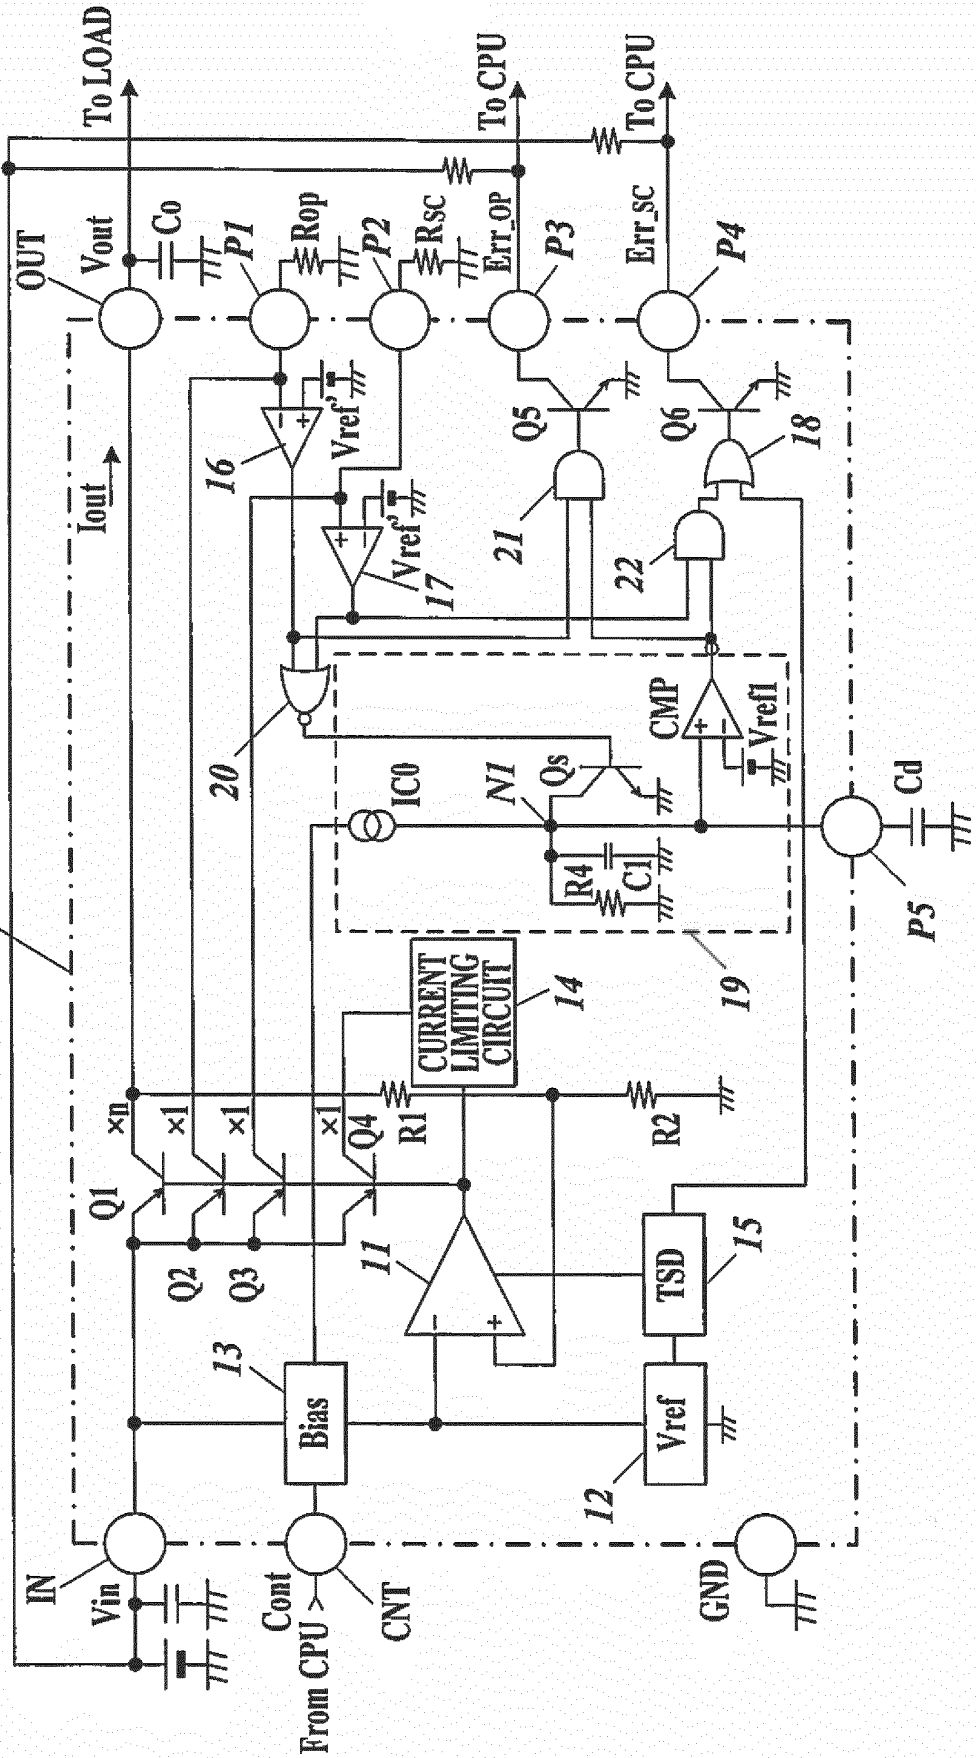 To LOAD
To CPU
To CPU
OUT
Vout
Co
P1
Rop
P2
RSC
Err_OP
P3
Err_SC
P4
Iout
16
Vref'
Vref'
17
Q5
21
Q6
18
22
20
IC0
N1
Qs
CMP
Vref1
R4
C1
Cd
P5
19
CURRENT
LIMITING
CIRCUIT
14
×n
×1
×1
×1
Q1
Q2
Q3
Q4
R1
R2
11
TSD
15
13
Bias
Vref
12
IN
Vin
Cont
From CPU
CNT
GND
+
−
+
−
+
−
−
+